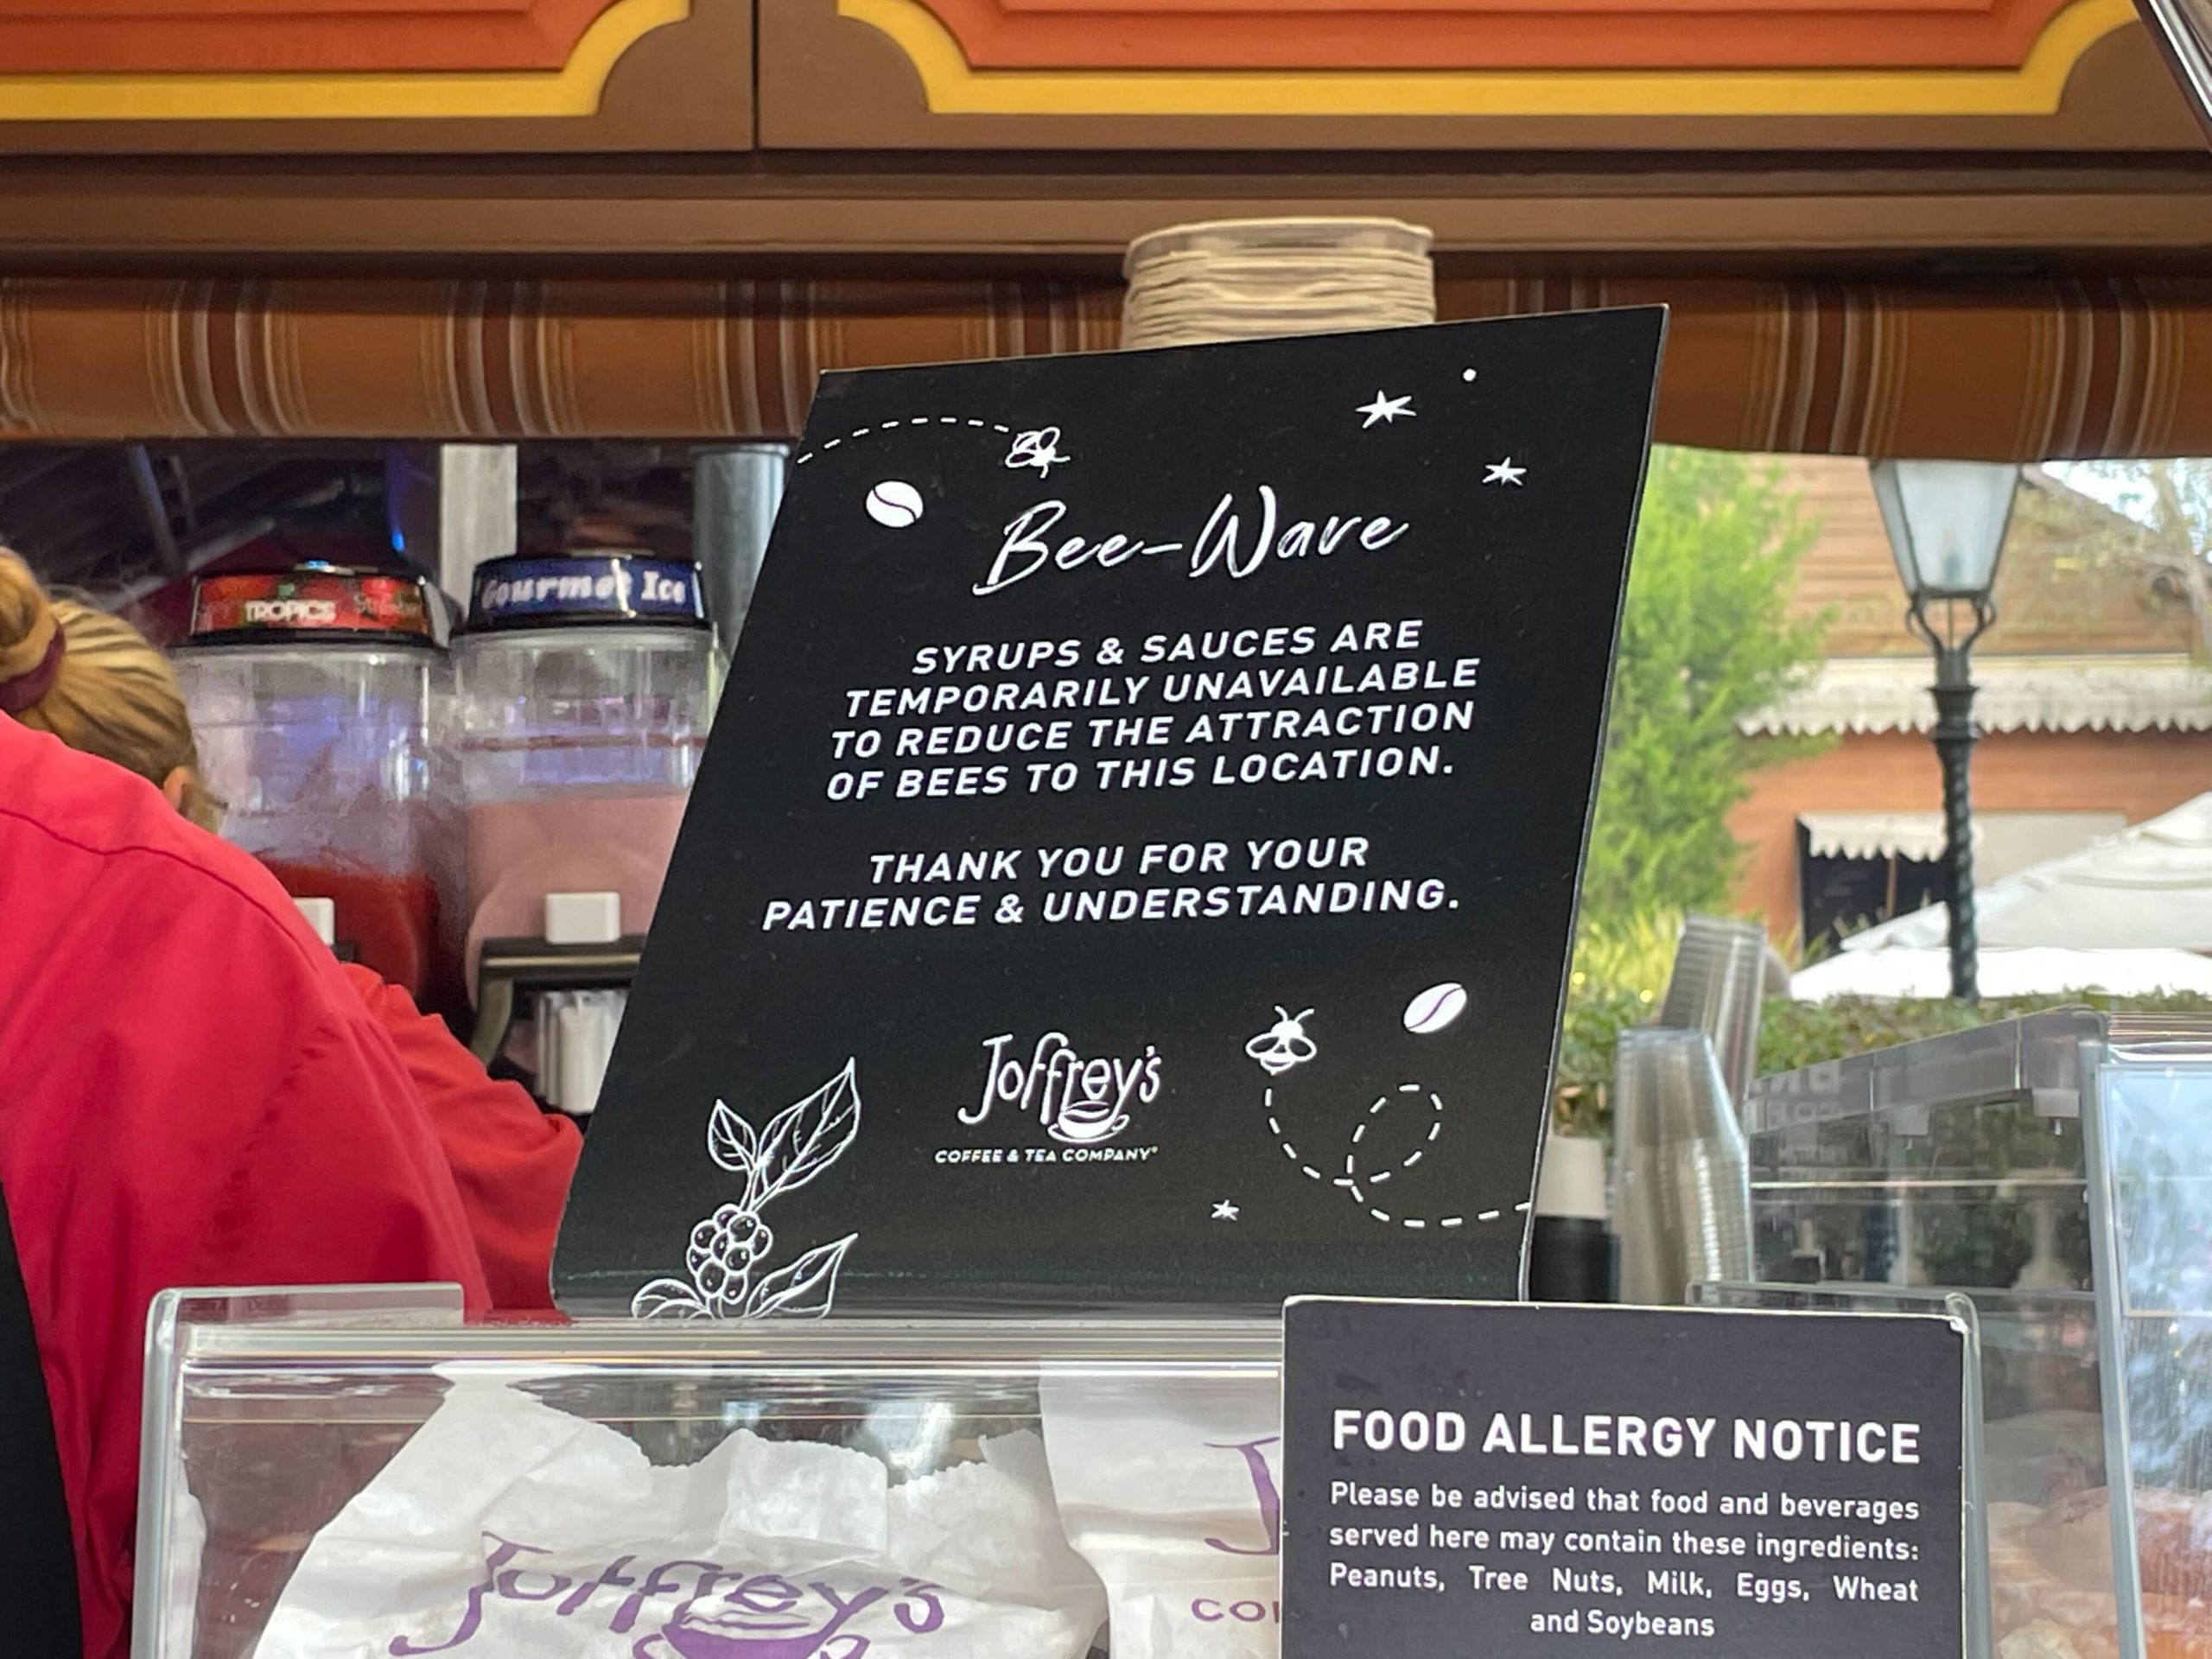 TROPICS
Gourmet Ice
Bee-Wave
SYRUPS & SAUCES ARE
TEMPORARILY UNAVAILABLE
TO REDUCE THE ATTRACTION
OF BEES TO THIS LOCATION.
THANK YOU FOR YOUR
PATIENCE & UNDERSTANDING.
Joffrey's
COFFEE & TEA COMPANY®
Joffrey's
FOOD ALLERGY NOTICE
Please be advised that food and beverages
served here may contain these ingredients:
Peanuts, Tree Nuts, Milk, Eggs, Wheat
and Soybeans